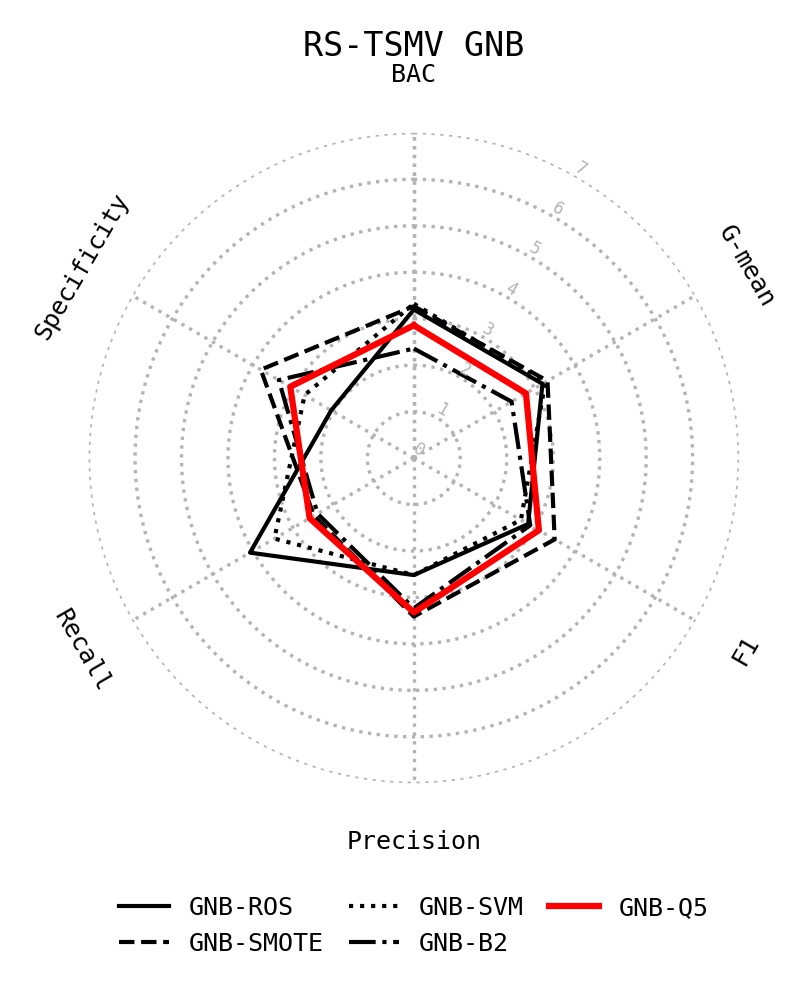 RS-TSMV GNB
BAC
G-mean
Specificity
7
6
5
4
3
2
1
0
F1
Recall
Precision
GNB-ROS
GNB-SMOTE
GNB-SVM
GNB-B2
GNB-Q5